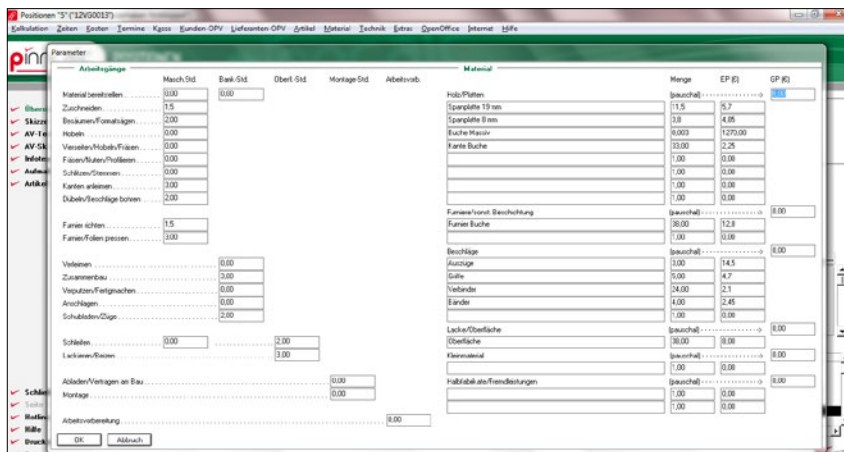 Positionen "5" ("12VG0013")
Kalkulation Zeiten Kosten Termine Kasse Kunden-OPV Lieferanten-OPV Artikel Material Technik Extras OpenOffice Internet Hilfe
Parameter
Arbeitsgänge Material
Masch.Std. Bank-Std. Oberfl.-Std. Montage-Std. Arbeitsvorb. Menge EP (€) GP (€)
Material bereitstellen 0,00 0,00 Holz/Platten (pauschal) 0,00
Zuschneiden 1,5 Spanplatte 19 mm 11,5 5,7
Besäumen/Formatsägen 2,00 Spanplatte 8 mm 3,8 4,85
Hobeln 0,00 Buche Massiv 0,003 1270,00
Vierseiten/Hobeln/Fräsen 0,00 Kante Buche 33,00 2,25
Fräsen/Nuten/Profilieren 0,00 1,00 0,00
Schlitzen/Stemmen 0,00 1,00 0,00
Kanten anleimen 3,00 1,00 0,00
Dübeln/Beschläge bohren 2,00 1,00 0,00
Furniere/sonst. Beschichtung (pauschal) 0,00
Furnier richten 1,5 Furnier Buche 38,00 12,8
Furnier/Folien pressen 3,00 1,00 0,00
Beschläge (pauschal) 0,00
Verleimen 0,00 Auszüge 3,00 14,5
Zusammenbau 3,00 Griffe 5,00 4,7
Verputzen/Fertigmachen 0,00 Verbinder 24,00 2,1
Anschlagen 0,00 Bänder 4,00 2,45
Schubladen/Züge 2,00 1,00 0,00
Lacke/Oberfläche (pauschal) 0,00
Schleifen 0,00 2,00 Oberfläche 38,00 8,00
Lackieren/Beizen 3,00 Kleinmaterial (pauschal) 0,00
1,00 0,00
Abladen/Vertragen am Bau 0,00 Halbfabrikate/Fremdleistungen (pauschal) 0,00
Montage 0,00 1,00 0,00
1,00 0,00
Arbeitsvorbereitung 8,00
OK Abbruch
Hilfe